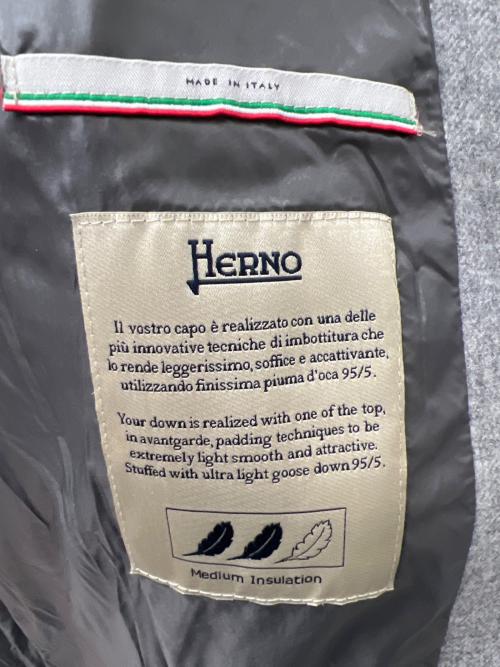 MADE IN ITALY
HERNO
Il vostro capo è realizzato con una delle
più innovative tecniche di imbottitura che
lo rende leggerissimo, soffice e accattivante,
utilizzando finissima piuma d'oca 95/5.
Your down is realized with one of the top,
in avantgarde, padding techniques to be
extremely light smooth and attractive.
Stuffed with ultra light goose down 95/5.
Medium Insulation